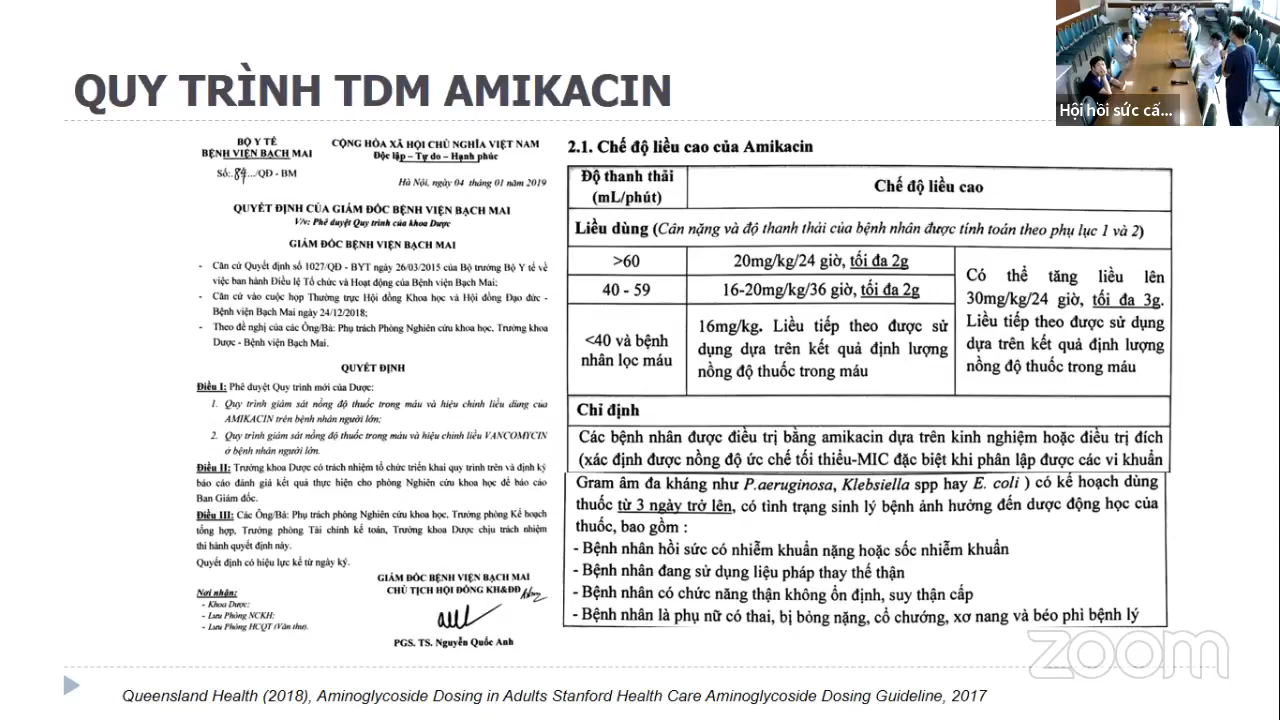 QUY TRÌNH TDM AMIKACIN
Hội hồi sức cấ...
BỘ Y TẾ
BỆNH VIỆN BẠCH MAI
Số:.84.../QĐ - BM
CỘNG HÒA XÃ HỘI CHỦ NGHĨA VIỆT NAM
Độc lập – Tự do – Hạnh phúc
Hà Nội, ngày 04 tháng 01 năm 2019
QUYẾT ĐỊNH CỦA GIÁM ĐỐC BỆNH VIỆN BẠCH MAI
V/v: Phê duyệt Quy trình của khoa Dược
GIÁM ĐỐC BỆNH VIỆN BẠCH MAI
- Căn cứ Quyết định số 1027/QĐ - BYT ngày 26/03/2015 của Bộ trưởng Bộ Y tế về
việc ban hành Điều lệ Tổ chức và Hoạt động của Bệnh viện Bạch Mai;
- Căn cứ vào cuộc họp Thường trực Hội đồng Khoa học và Hội đồng Đạo đức -
Bệnh viện Bạch Mai ngày 24/12/2018;
- Theo đề nghị của các Ông/Bà: Phụ trách Phòng Nghiên cứu khoa học, Trưởng khoa
Dược - Bệnh viện Bạch Mai.
QUYẾT ĐỊNH
Điều I: Phê duyệt Quy trình mới của Dược:
1. Quy trình giám sát nồng độ thuốc trong máu và hiệu chỉnh liều dùng của
AMIKACIN trên bệnh nhân người lớn;
2. Quy trình giám sát nồng độ thuốc trong máu và hiệu chỉnh liều VANCOMYCIN
ở bệnh nhân người lớn.
Điều II: Trưởng khoa Dược có trách nhiệm tổ chức triển khai quy trình trên và định kỳ
báo cáo đánh giá kết quả thực hiện cho phòng Nghiên cứu khoa học để báo cáo
Ban Giám đốc.
Điều III: Các Ông/Bà: Phụ trách phòng Nghiên cứu khoa học, Trưởng phòng Kế hoạch
tổng hợp, Trưởng phòng Tài chính kế toán, Trưởng khoa Dược chịu trách nhiệm
thi hành quyết định này.
Quyết định có hiệu lực kể từ ngày ký.
GIÁM ĐỐC BỆNH VIỆN BẠCH MAI
CHỦ TỊCH HỘI ĐỒNG KH&ĐĐ
Nơi nhận:
- Khoa Dược;
- Lưu Phòng NCKH;
- Lưu Phòng HCQT (Văn thư).
PGS. TS. Nguyễn Quốc Anh
2.1. Chế độ liều cao của Amikacin
Độ thanh thải
(mL/phút)
Chế độ liều cao
Liều dùng (Cân nặng và độ thanh thải của bệnh nhân được tính toán theo phụ lục 1 và 2)
>60
20mg/kg/24 giờ, tối đa 2g
40 - 59
16-20mg/kg/36 giờ, tối đa 2g
<40 và bệnh
nhân lọc máu
16mg/kg. Liều tiếp theo được sử
dụng dựa trên kết quả định lượng
nồng độ thuốc trong máu
Có thể tăng liều lên
30mg/kg/24 giờ, tối đa 3g.
Liều tiếp theo được sử dụng
dựa trên kết quả định lượng
nồng độ thuốc trong máu
Chỉ định
Các bệnh nhân được điều trị bằng amikacin dựa trên kinh nghiệm hoặc điều trị đích
(xác định được nồng độ ức chế tối thiểu-MIC đặc biệt khi phân lập được các vi khuẩn
Gram âm đa kháng như P.aeruginosa, Klebsiella spp hay E. coli ) có kế hoạch dùng
thuốc từ 3 ngày trở lên, có tình trạng sinh lý bệnh ảnh hưởng đến dược động học của
thuốc, bao gồm :
- Bệnh nhân hồi sức có nhiễm khuẩn nặng hoặc sốc nhiễm khuẩn
- Bệnh nhân đang sử dụng liệu pháp thay thế thận
- Bệnh nhân có chức năng thận không ổn định, suy thận cấp
- Bệnh nhân là phụ nữ có thai, bị bỏng nặng, cổ chướng, xơ nang và béo phì bệnh lý
zoom
Queensland Health (2018), Aminoglycoside Dosing in Adults Stanford Health Care Aminoglycoside Dosing Guideline, 2017